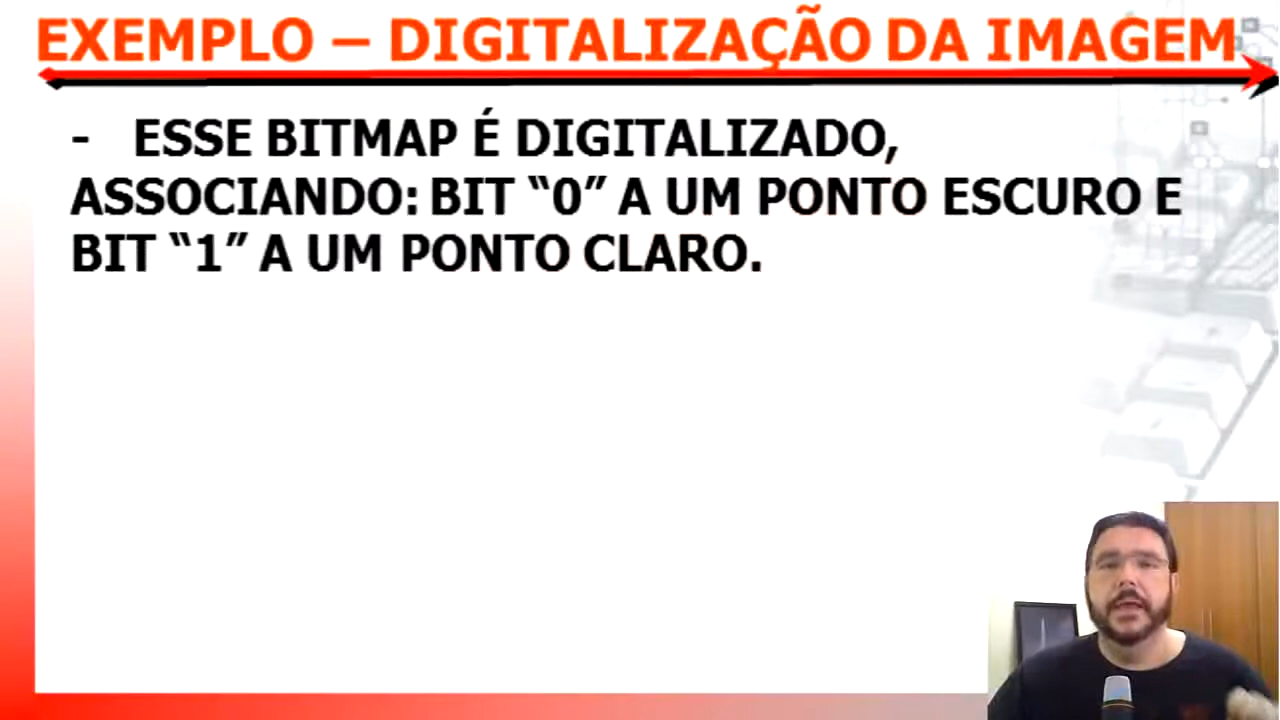 EXEMPLO – DIGITALIZAÇÃO DA IMAGEM
- ESSE BITMAP É DIGITALIZADO,
ASSOCIANDO: BIT “0” A UM PONTO ESCURO E
BIT “1” A UM PONTO CLARO.